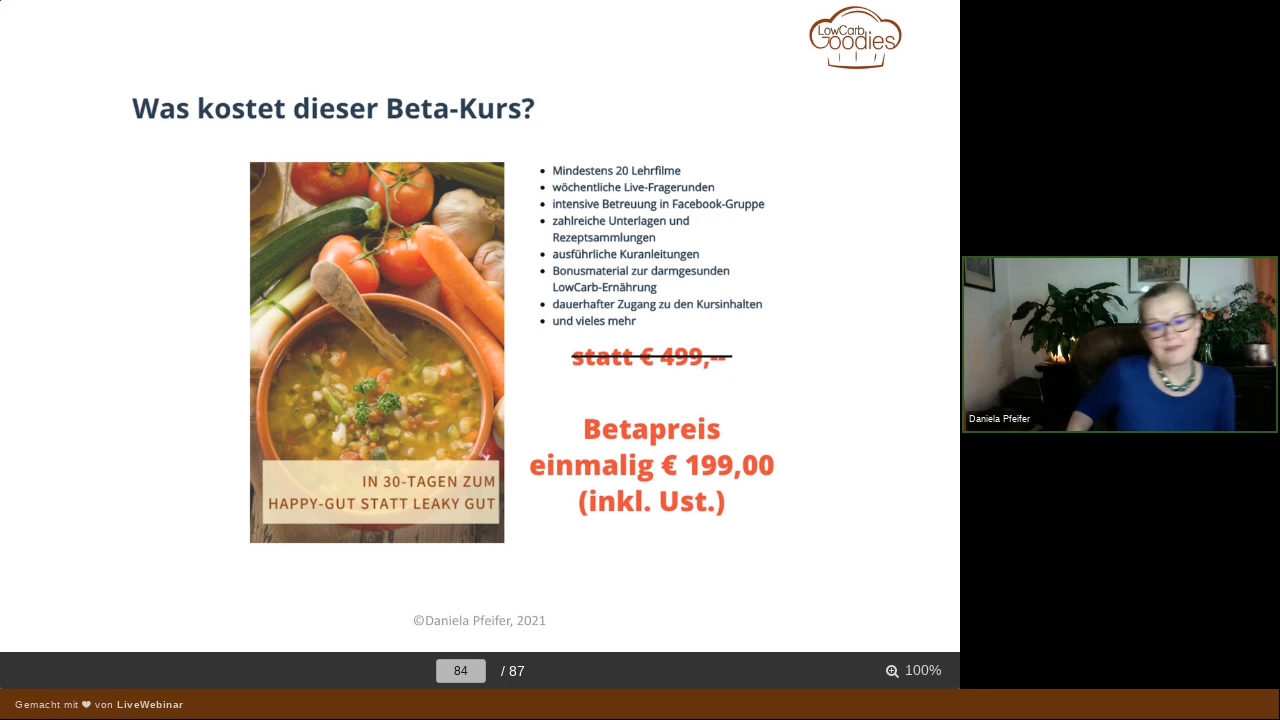 LowCarb
Goodies
Was kostet dieser Beta-Kurs?
Mindestens 20 Lehrfilme
wöchentliche Live-Fragerunden
intensive Betreuung in Facebook-Gruppe
zahlreiche Unterlagen und
Rezeptsammlungen
ausführliche Kuranleitungen
Bonusmaterial zur darmgesunden
LowCarb-Ernährung
dauerhafter Zugang zu den Kursinhalten
und vieles mehr
statt € 499,--
Betapreis
einmalig € 199,00
(inkl. Ust.)
IN 30-TAGEN ZUM
HAPPY-GUT STATT LEAKY GUT
©Daniela Pfeifer, 2021
Daniela Pfeifer
84 / 87
100%
Gemacht mit ❤ von LiveWebinar